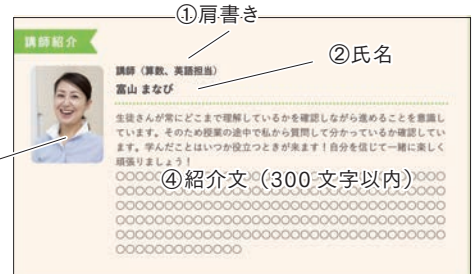 ①肩書き
講師紹介
②氏名
講師（算数、英語担当）
富山 まなび
生徒さんが常にどこまで理解しているかを確認しながら進めることを意識し
ています。そのため授業の途中で私から質問して分かっているか確認してい
ます。学んだことはいつか役立つときが来ます！自分を信じて一緒に楽しく
頑張りましょう！
④紹介文（300 文字以内）
○○○○○○○○○○○○○○○○○○○○○○○○○○○○○○○○○○
○○○○○○○○○○○○○○○○○○○○○○○○○○○○○○○○○○
○○○○○○○○○○○○○○○○○○○○○○○○○○○○○○○○○○
○○○○○○○○○○○○○○○○○○○○○○○○○○○○○○○○○○
○○○○○○○○○○○○○